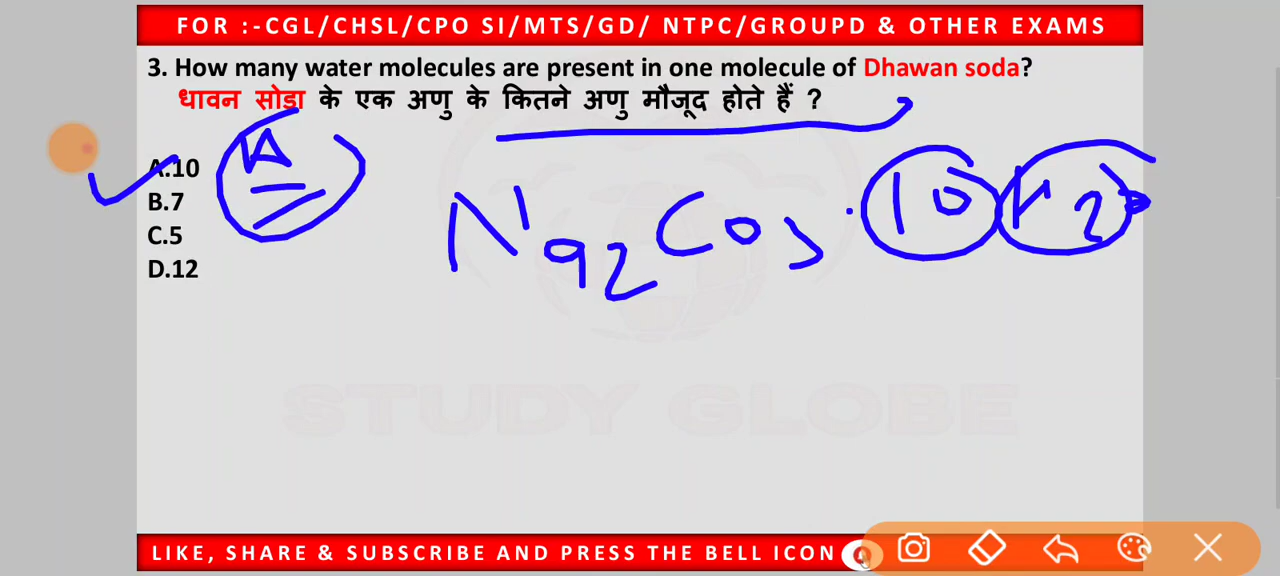 FOR :-CGL/CHSL/CPO SI/MTS/GD/ NTPC/GROUPD & OTHER EXAMS
3. How many water molecules are present in one molecule of Dhawan soda?
धावन सोडा के एक अणु के कितने अणु मौजूद होते हैं ?
A.10
A
B.7
Na2Co3 · 10 H2O
C.5
D.12
STUDY GLOBE
LIKE, SHARE & SUBSCRIBE AND PRESS THE BELL ICON